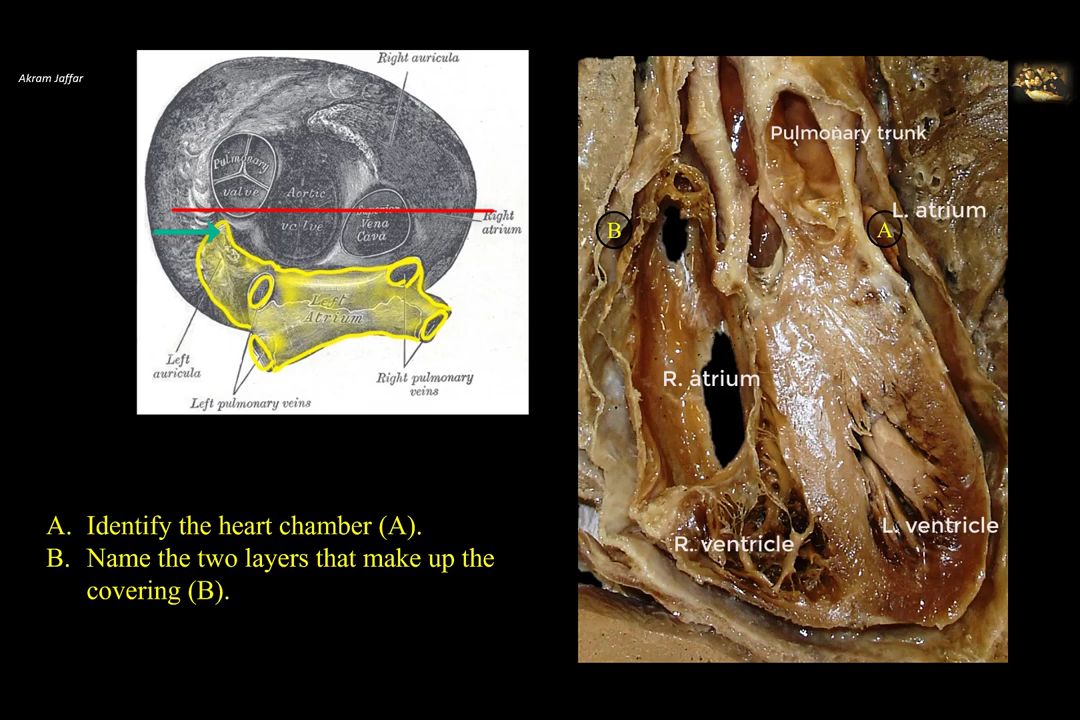 Akram Jaffar
Right auricula
Pulmonary
valve
Aortic
valve
Vena
Cava
Right
atrium
Left
Atrium
Left
auricula
Right pulmonary
veins
Left pulmonary veins
Pulmonary trunk
L. atrium
B
A
R. atrium
L. ventricle
R. ventricle
A. Identify the heart chamber (A).
B. Name the two layers that make up the
covering (B).